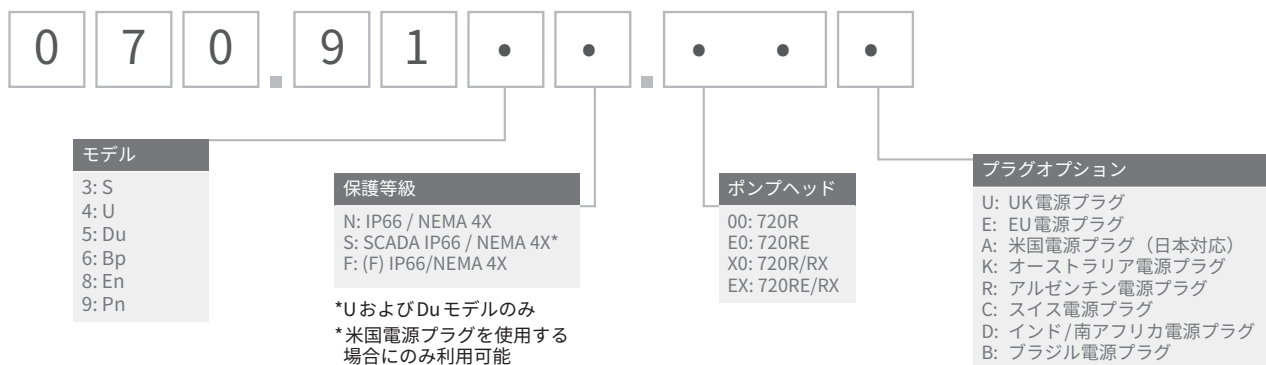 0 7 0 . 9 1 • • . • • •
モデル
3: S
4: U
5: Du
6: Bp
8: En
9: Pn
保護等級
N: IP66 / NEMA 4X
S: SCADA IP66 / NEMA 4X*
F: (F) IP66/NEMA 4X
*UおよびDuモデルのみ
*米国電源プラグを使用する
場合にのみ利用可能
ポンプヘッド
00: 720R
E0: 720RE
X0: 720R/RX
EX: 720RE/RX
プラグオプション
U: UK電源プラグ
E: EU電源プラグ
A: 米国電源プラグ（日本対応）
K: オーストラリア電源プラグ
R: アルゼンチン電源プラグ
C: スイス電源プラグ
D: インド/南アフリカ電源プラグ
B: ブラジル電源プラグ